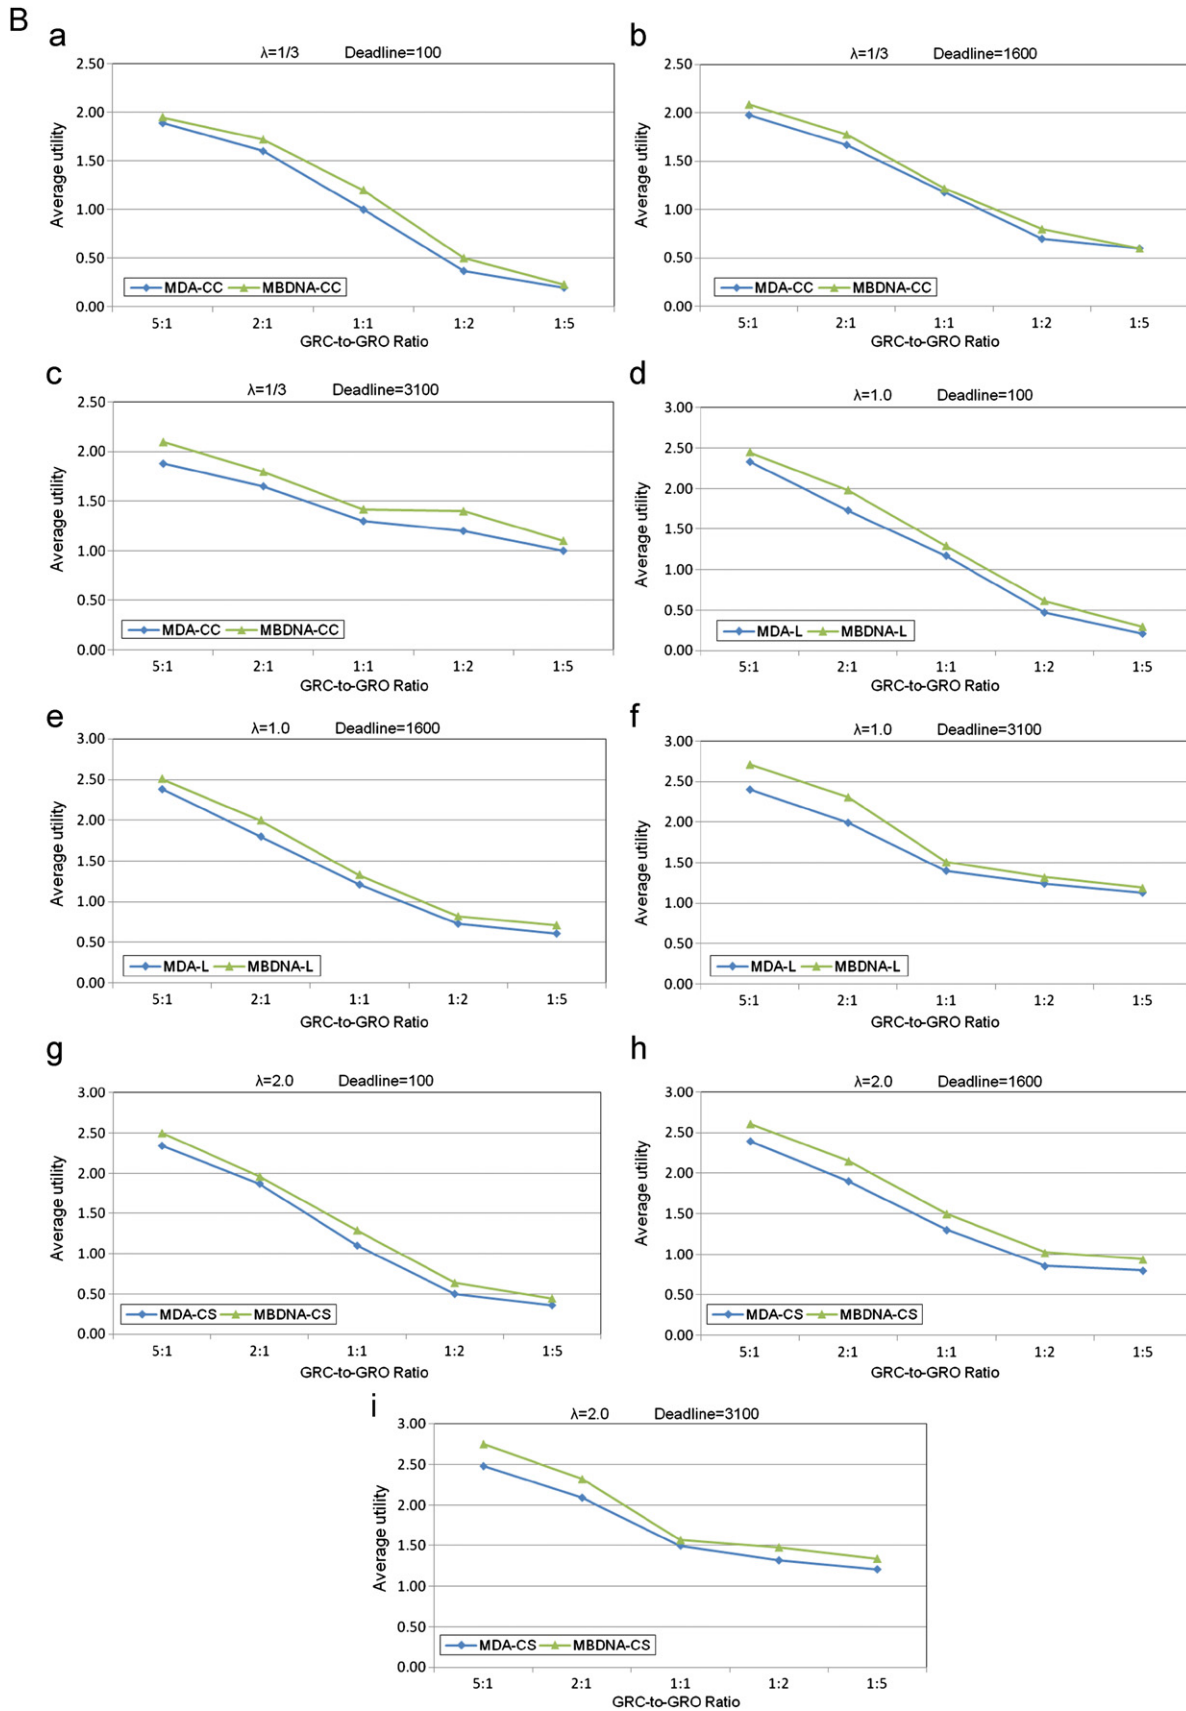 B
a
λ=1/3 Deadline=100
2.50
2.00
1.50
1.00
0.50
0.00
Average utility
MDA-CC MBDNA-CC
5:1 2:1 1:1 1:2 1:5
GRC-to-GRO Ratio
b
λ=1/3 Deadline=1600
2.50
2.00
1.50
1.00
0.50
0.00
Average utility
MDA-CC MBDNA-CC
5:1 2:1 1:1 1:2 1:5
GRC-to-GRO Ratio
c
λ=1/3 Deadline=3100
2.50
2.00
1.50
1.00
0.50
0.00
Average utility
MDA-CC MBDNA-CC
5:1 2:1 1:1 1:2 1:5
GRC-to-GRO Ratio
d
λ=1.0 Deadline=100
3.00
2.50
2.00
1.50
1.00
0.50
0.00
Average utility
MDA-L MBDNA-L
5:1 2:1 1:1 1:2 1:5
GRC-to-GRO Ratio
e
λ=1.0 Deadline=1600
3.00
2.50
2.00
1.50
1.00
0.50
0.00
Average utility
MDA-L MBDNA-L
5:1 2:1 1:1 1:2 1:5
GRC-to-GRO Ratio
f
λ=1.0 Deadline=3100
3.00
2.50
2.00
1.50
1.00
0.50
0.00
Average utility
MDA-L MBDNA-L
5:1 2:1 1:1 1:2 1:5
GRC-to-GRO Ratio
g
λ=2.0 Deadline=100
3.00
2.50
2.00
1.50
1.00
0.50
0.00
Average utility
MDA-CS MBDNA-CS
5:1 2:1 1:1 1:2 1:5
GRC-to-GRO Ratio
h
λ=2.0 Deadline=1600
3.00
2.50
2.00
1.50
1.00
0.50
0.00
Average utility
MDA-CS MBDNA-CS
5:1 2:1 1:1 1:2 1:5
GRC-to-GRO Ratio
i
λ=2.0 Deadline=3100
3.00
2.50
2.00
1.50
1.00
0.50
0.00
Average utility
MDA-CS MBDNA-CS
5:1 2:1 1:1 1:2 1:5
GRC-to-GRO Ratio